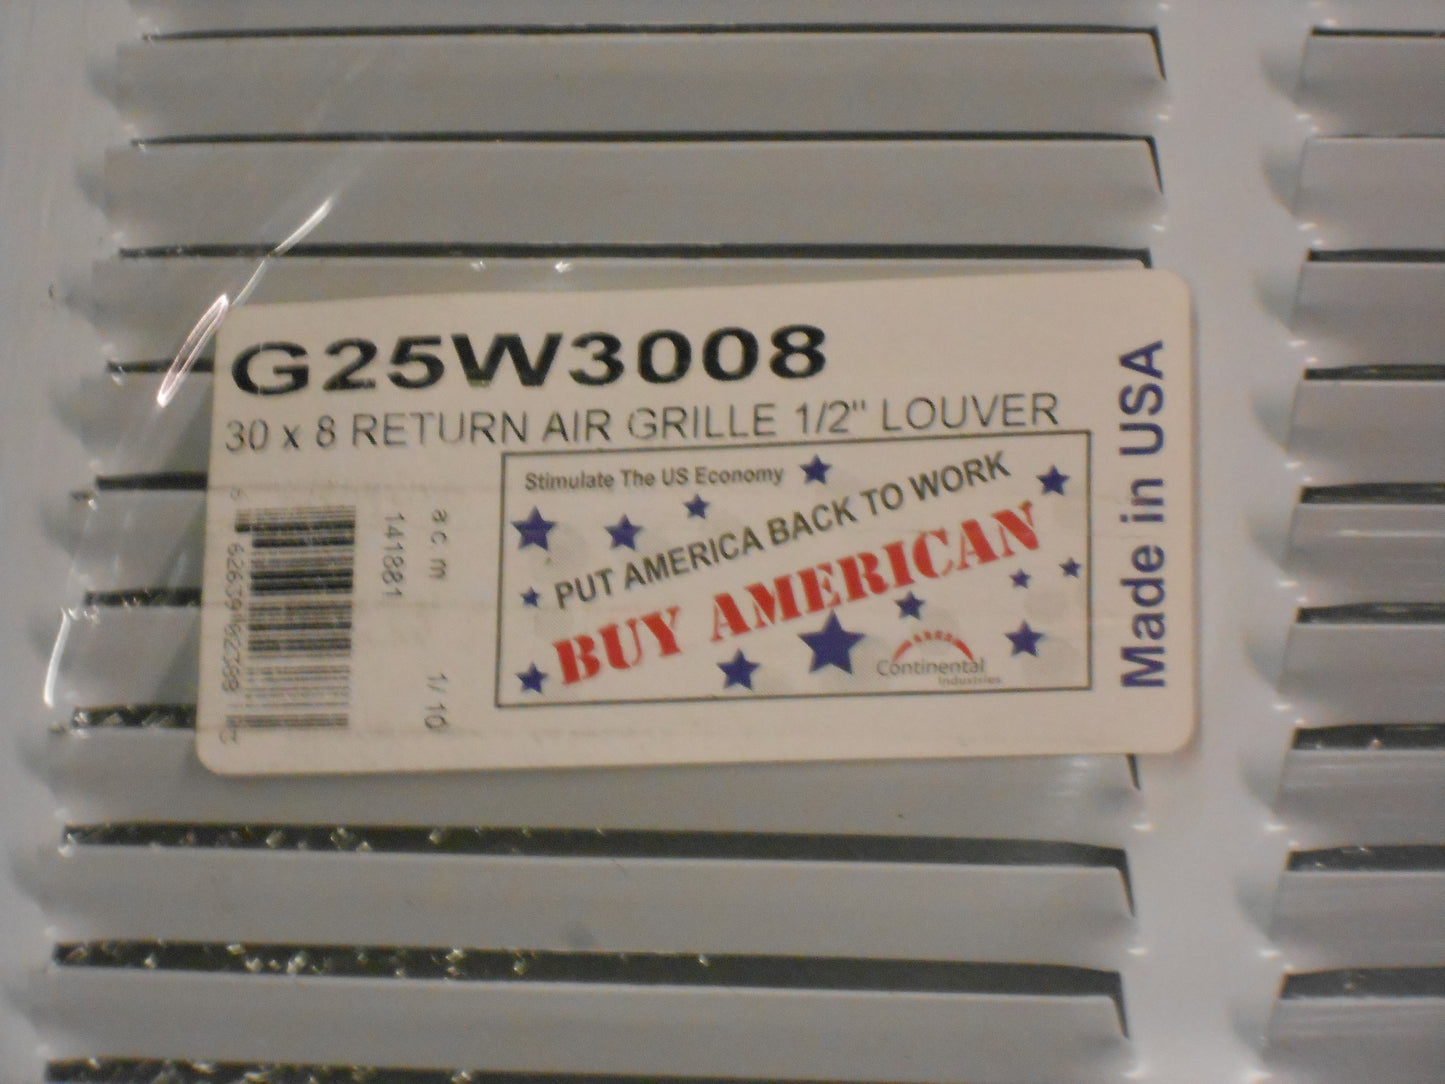 G25W3008
30 x 8 RETURN AIR GRILLE 1/2" LOUVER
Stimulate The US Economy
PUT AMERICA BACK TO WORK
BUY AMERICAN
Continental
Industries
Made in USA
a c. m 1/ 10
141881